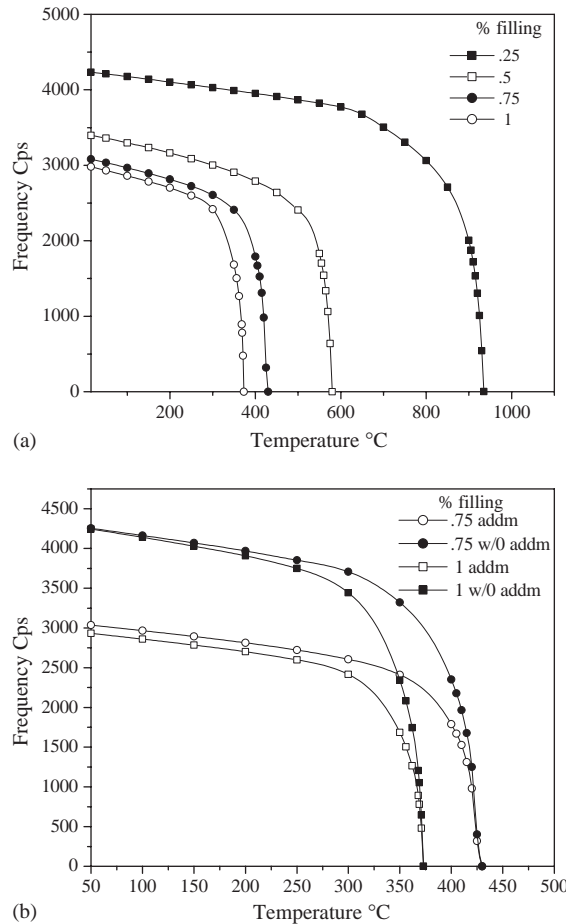 5000
4000
3000
2000
1000
0
Frequency Cps
% filling
.25
.5
.75
1
200 400 600 800 1000
Temperature °C
(a)
4500
4000
3500
3000
2500
2000
1500
1000
500
0
Frequency Cps
% filling
.75 addm
.75 w/0 addm
1 addm
1 w/0 addm
50 100 150 200 250 300 350 400 450 500
Temperature °C
(b)